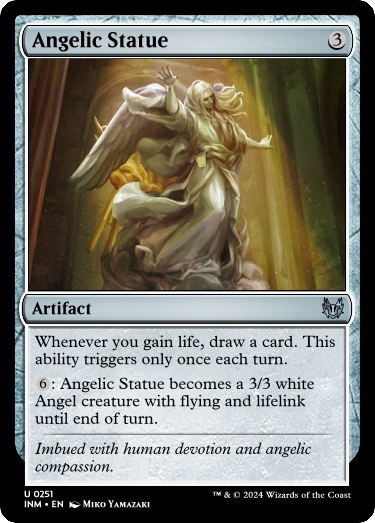 Angelic Statue 3
Artifact
Whenever you gain life, draw a card. This
ability triggers only once each turn.
6: Angelic Statue becomes a 3/3 white
Angel creature with flying and lifelink
until end of turn.
Imbued with human devotion and angelic
compassion.
U 0251
INM • EN Miko Yamazaki
™ & © 2024 Wizards of the Coast